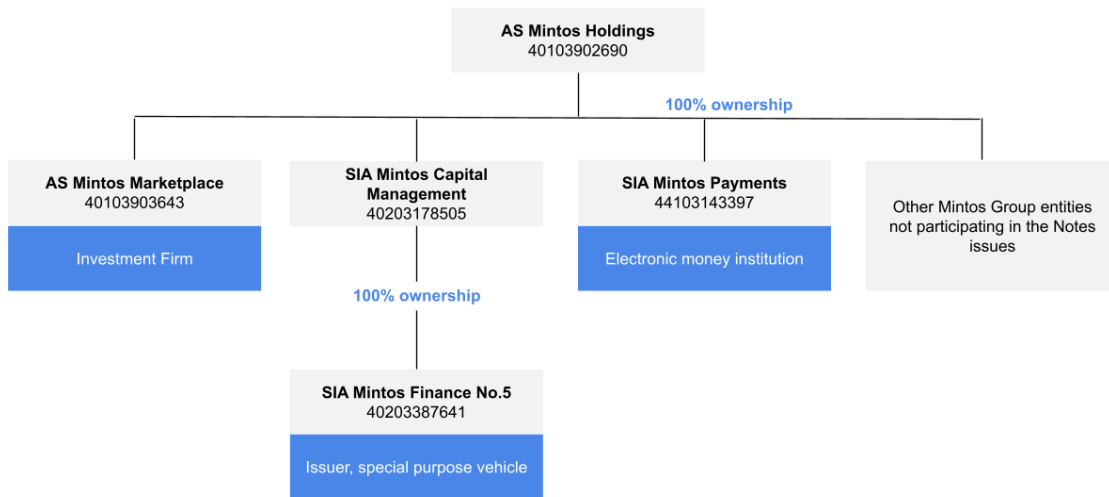 AS Mintos Holdings
40103902690
100% ownership
AS Mintos Marketplace
40103903643
Investment Firm
SIA Mintos Capital
Management
40203178505
SIA Mintos Payments
44103143397
Electronic money institution
Other Mintos Group entities
not participating in the Notes
issues
100% ownership
SIA Mintos Finance No.5
40203387641
Issuer, special purpose vehicle